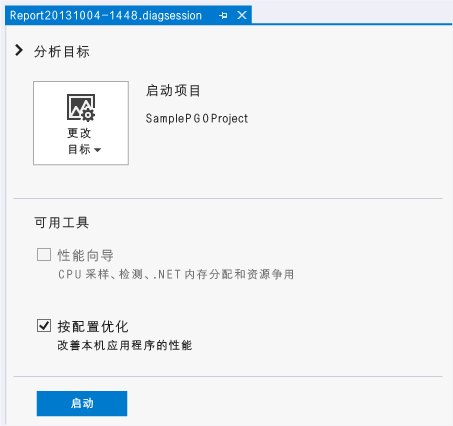 Report20131004-1448.diagsession
分析目标
启动项目
SamplePGOProject
更改
目标
可用工具
性能向导
CPU 采样、检测、.NET 内存分配和资源争用
按配置优化
改善本机应用程序的性能
启动